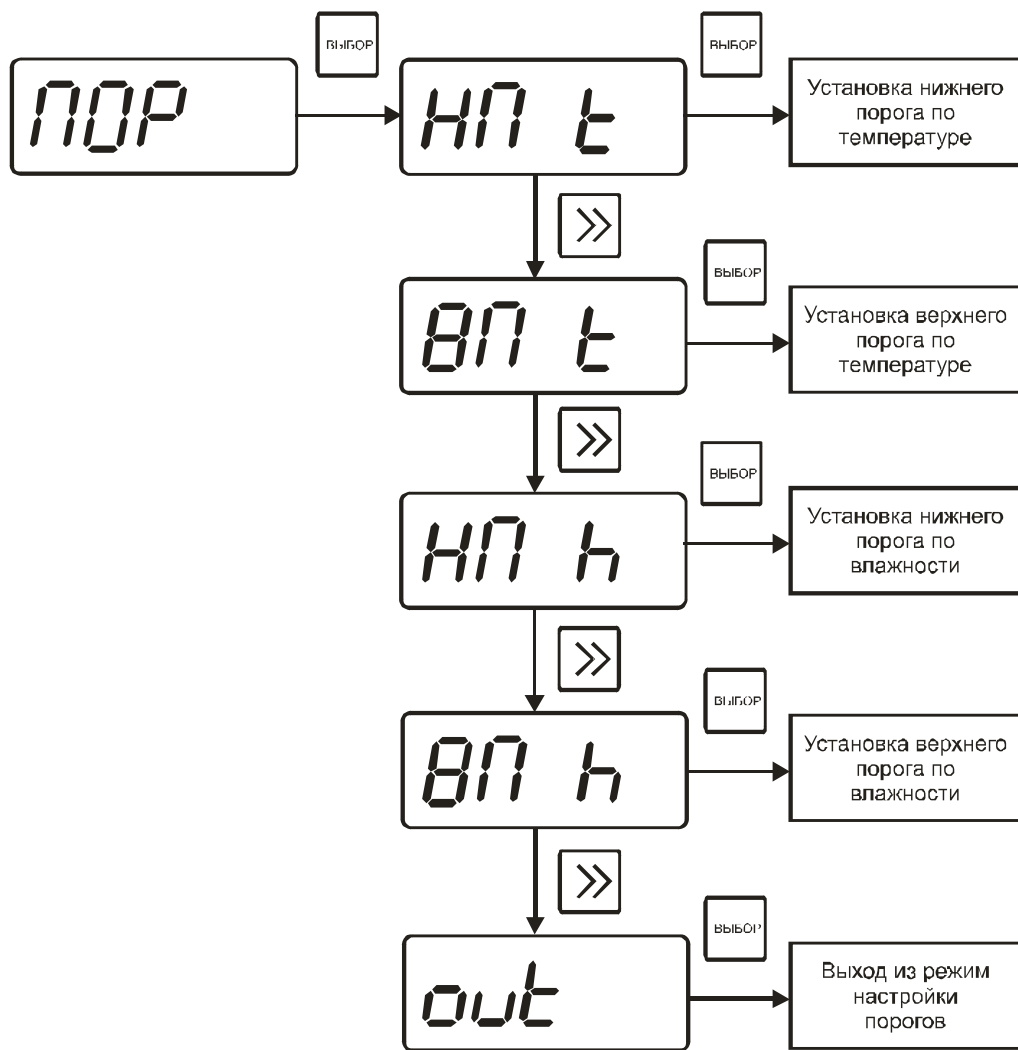 ВЫБОР
ВЫБОР
ПОР
НП t
Установка нижнего
порога по
температуре
ВЫБОР
ВП t
Установка верхнего
порога по
температуре
ВЫБОР
НП h
Установка нижнего
порога по
влажности
ВЫБОР
ВП h
Установка верхнего
порога по
влажности
ВЫБОР
out
Выход из режим
настройки
порогов